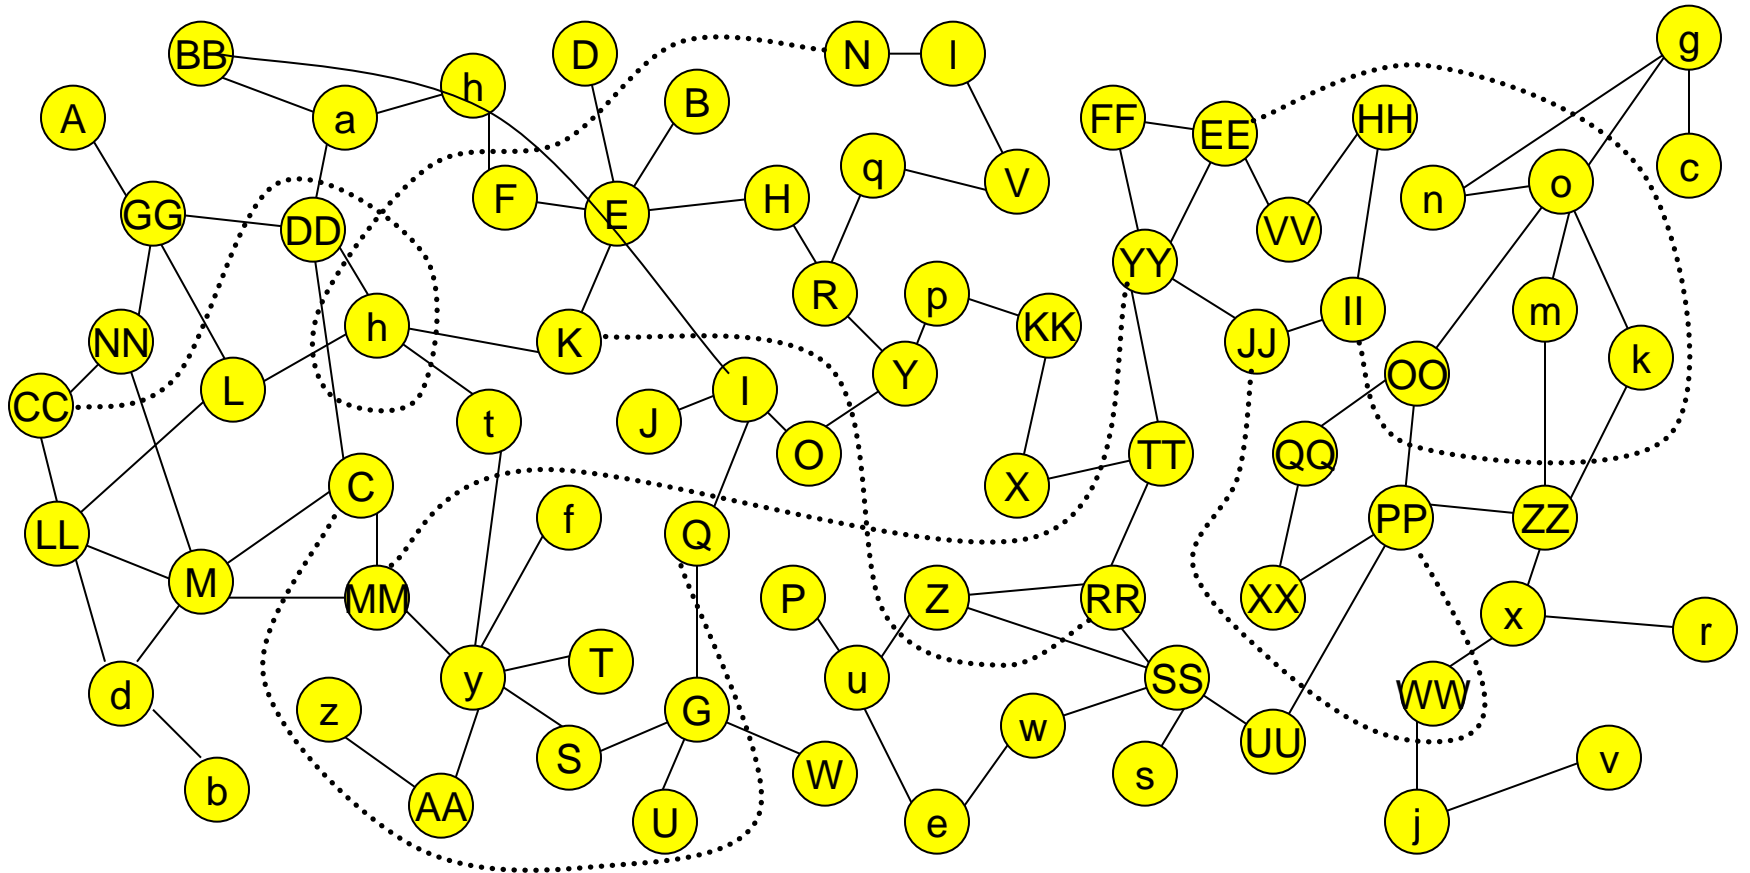 g
BB
D
N
I
h
B
A
a
FF
EE
HH
q
c
V
n
o
F
E
H
GG
DD
VV
YY
R
p
II
m
h
KK
NN
K
JJ
k
Y
OO
L
I
CC
t
J
O
TT
QQ
C
X
f
PP
ZZ
LL
Q
M
MM
P
Z
RR
XX
x
r
T
y
u
SS
d
WW
z
G
w
UU
S
W
s
v
b
AA
U
e
j